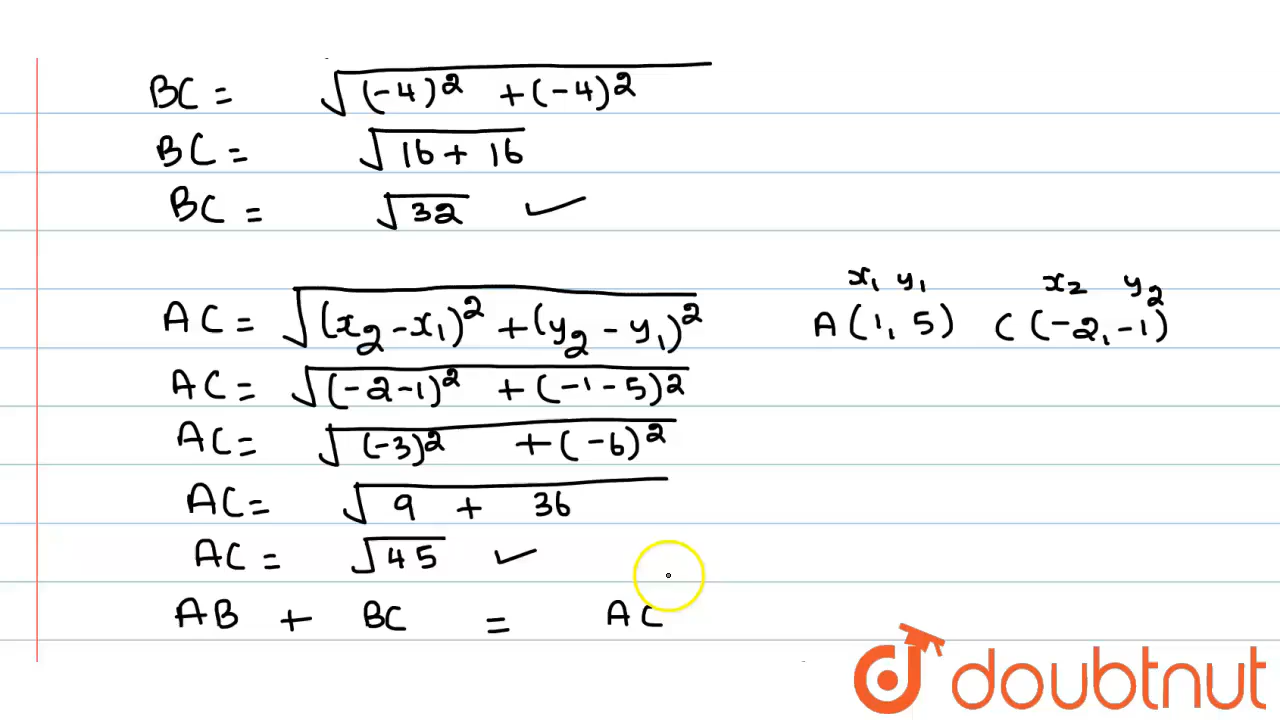 BC = √(-4)² + (-4)²
BC = √16 + 16
BC = √32 ✓
x₁ y₁ x₂ y₂
AC = √(x₂ - x₁)² + (y₂ - y₁)² A(1, 5) C(-2, -1)
AC = √(-2-1)² + (-1-5)²
AC = √(-3)² + (-6)²
AC = √9 + 36
AC = √45 ✓
AB + BC = AC
doubtnut